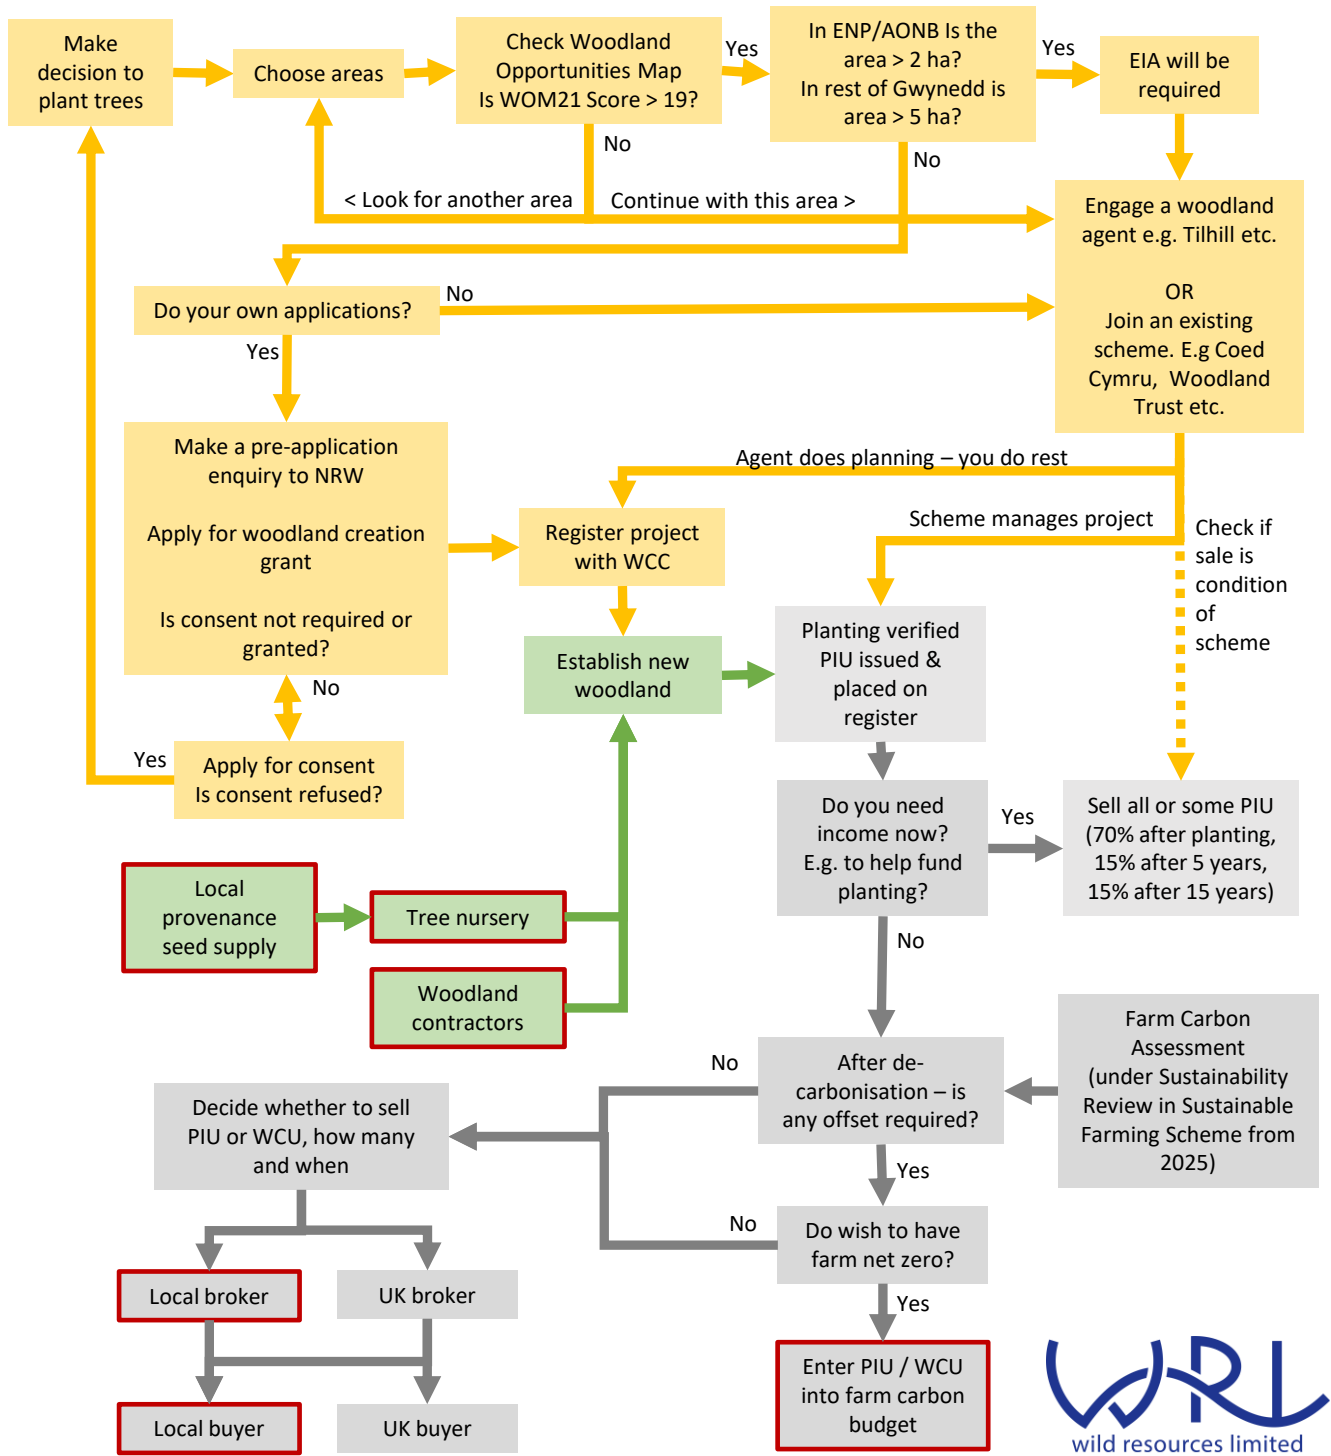 Make
decision to
plant trees
Choose areas
Check Woodland
Opportunities Map
Is WOM21 Score > 19?
Yes
In ENP/AONB Is the
area > 2 ha?
In rest of Gwynedd is
area > 5 ha?
Yes
EIA will be
required
No
No
< Look for another area
Continue with this area >
Engage a woodland
agent e.g. Tilhill etc.
OR
Join an existing
scheme. E.g Coed
Cymru, Woodland
Trust etc.
Do your own applications?
No
Yes
Make a pre-application
enquiry to NRW
Apply for woodland creation
grant
Is consent not required or
granted?
Agent does planning – you do rest
Register project
with WCC
Scheme manages project
Check if
sale is
condition
of
scheme
Establish new
woodland
Planting verified
PIU issued &
placed on
register
No
Yes
Apply for consent
Is consent refused?
Do you need
income now?
E.g. to help fund
planting?
Yes
Sell all or some PIU
(70% after planting,
15% after 5 years,
15% after 15 years)
Local
provenance
seed supply
Tree nursery
Woodland
contractors
No
After de-
carbonisation – is
any offset required?
No
Farm Carbon
Assessment
(under Sustainability
Review in Sustainable
Farming Scheme from
2025)
Decide whether to sell
PIU or WCU, how many
and when
Yes
Do wish to have
farm net zero?
No
Local broker
UK broker
Yes
Enter PIU / WCU
into farm carbon
budget
Local buyer
UK buyer
WRL
wild resources limited